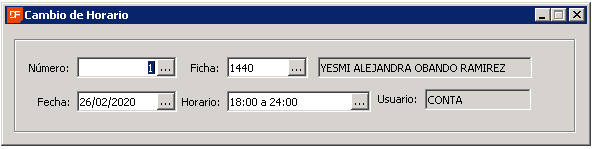 DF Cambio de Horario
Número: 1 ... Ficha: 1440 ... YESMI ALEJANDRA OBANDO RAMIREZ
Fecha: 26/02/2020 ... Horario: 18:00 a 24:00 ... Usuario: CONTA